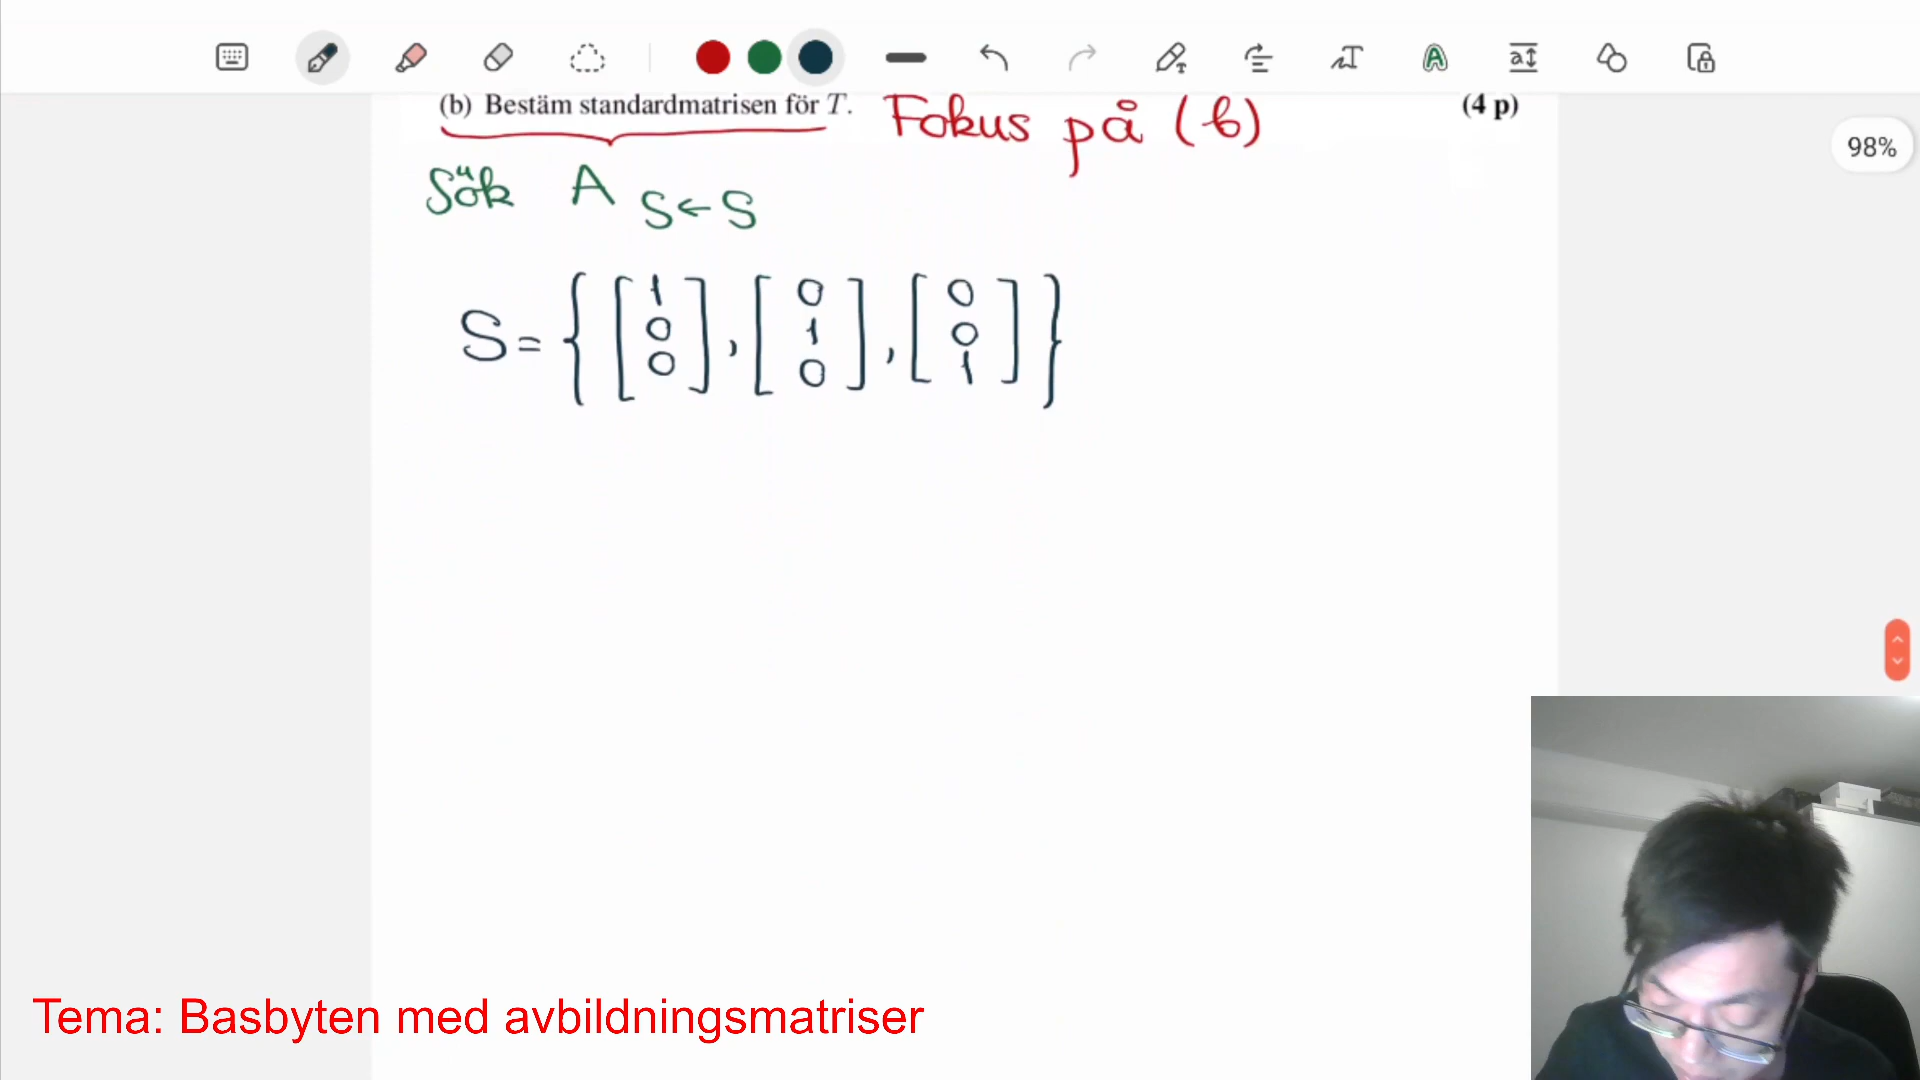 (b) Bestäm standardmatrisen för T. Fokus på (b) (4 p)
98%
Sök A S←S
S = { [1 0 0], [0 1 0], [0 0 1] }
Tema: Basbyten med avbildningsmatriser